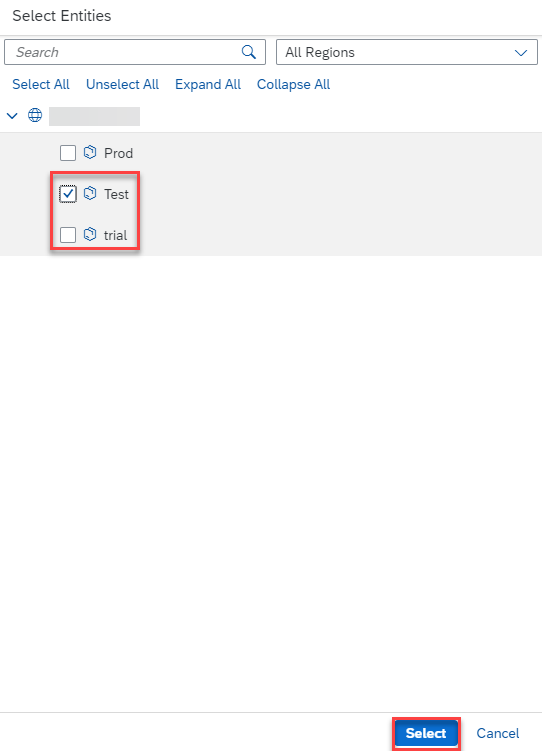 Select Entities
Search All Regions
Select All Unselect All Expand All Collapse All
Prod
Test
trial
Select Cancel